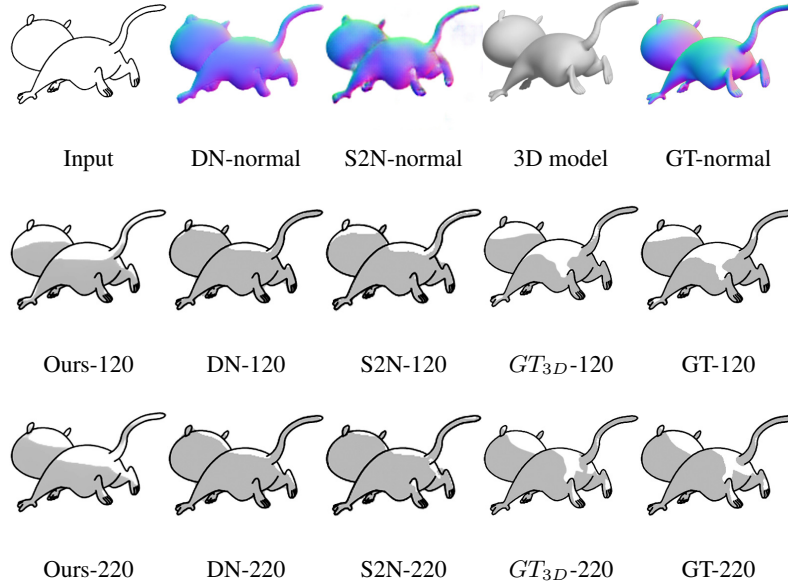 Input DN-normal S2N-normal 3D model GT-normal
Ours-120 DN-120 S2N-120 GT3D-120 GT-120
Ours-220 DN-220 S2N-220 GT3D-220 GT-220